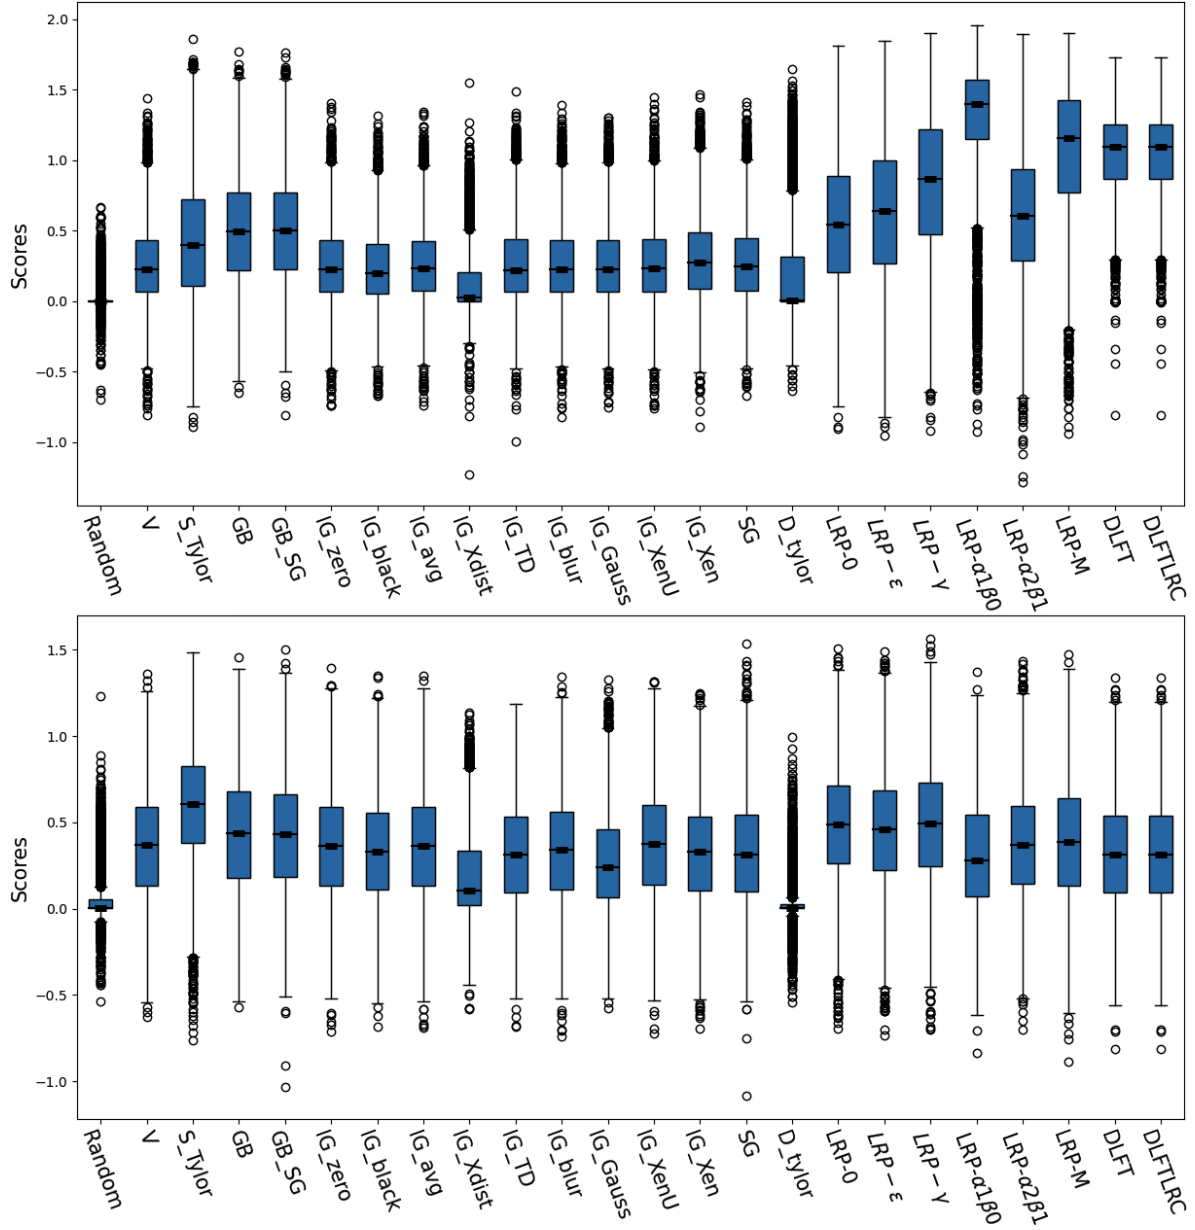 2.0
1.5
1.0
0.5
0.0
−0.5
−1.0
Scores
Random
V
S_Tylor
GB
GB_SG
IG_zero
IG_black
IG_avg
IG_Xdist
IG_TD
IG_blur
IG_Gauss
IG_XenU
IG_Xen
SG
D_tylor
LRP-0
LRP − ε
LRP − γ
LRP-α1β0
LRP-α2β1
LRP-M
DLFT
DLFTLRC
1.5
1.0
0.5
0.0
−0.5
−1.0
Scores
Random
V
S_Tylor
GB
GB_SG
IG_zero
IG_black
IG_avg
IG_Xdist
IG_TD
IG_blur
IG_Gauss
IG_XenU
IG_Xen
SG
D_tylor
LRP-0
LRP − ε
LRP − γ
LRP-α1β0
LRP-α2β1
LRP-M
DLFT
DLFTLRC